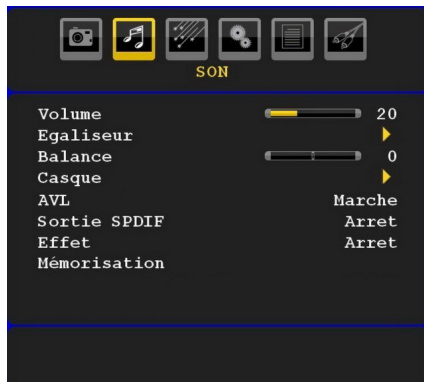 SON
Volume 20
Egaliseur
Balance 0
Casque
AVL Marche
Sortie SPDIF Arret
Effet Arret
Mémorisation